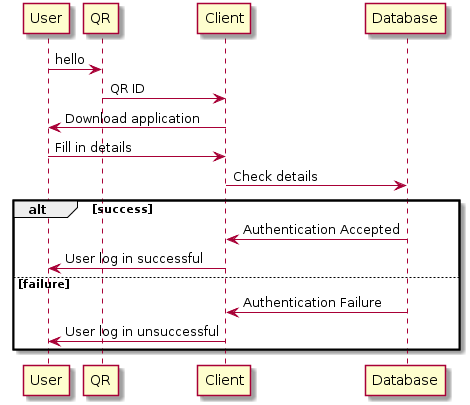 User QR Client Database
hello
QR ID
Download application
Fill in details
Check details
alt [success]
Authentication Accepted
User log in successful
[failure]
Authentication Failure
User log in unsuccessful
User QR Client Database